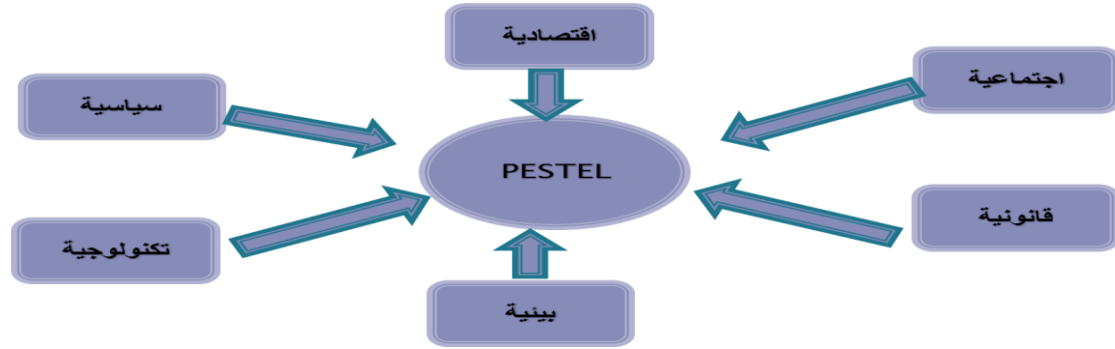 اقتصادية
اجتماعية
سياسية
PESTEL
قانونية
تكنولوجية
بيئية